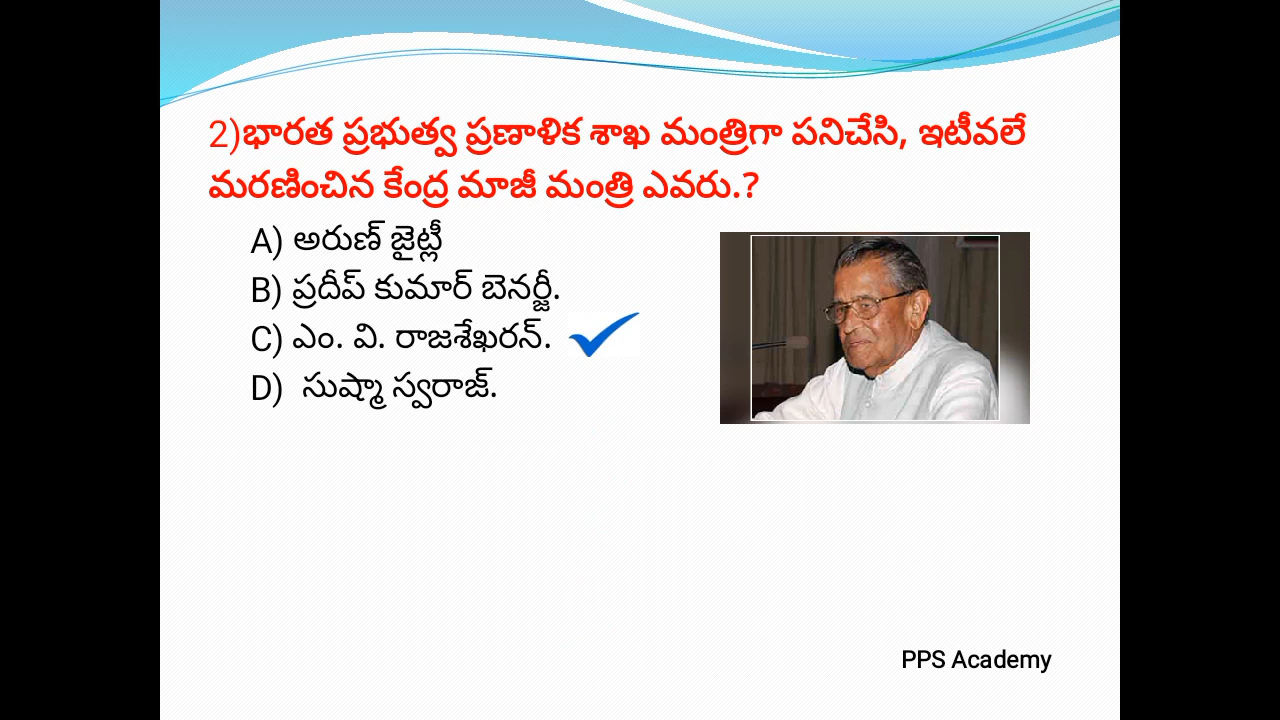 2)భారత ప్రభుత్వ ప్రణాళిక శాఖ మంత్రిగా పనిచేసి, ఇటీవలే
మరణించిన కేంద్ర మాజీ మంత్రి ఎవరు.?
A) అరుణ్ జైట్లీ
B) ప్రదీప్ కుమార్ బెనర్జీ.
C) ఎం. వి. రాజశేఖరన్.
D) సుష్మా స్వరాజ్.
PPS Academy